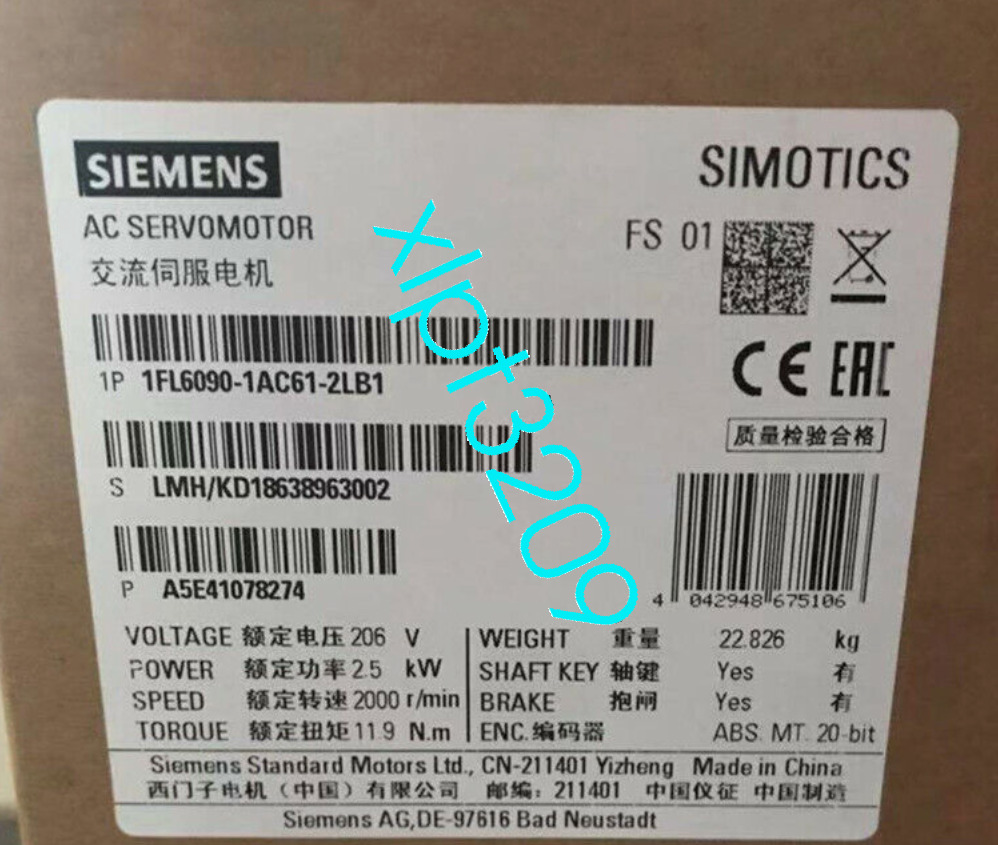 SIEMENS
SIMOTICS
AC SERVOMOTOR
FS 01
交流伺服电机
1P 1FL6090-1AC61-2LB1
CE EAC
质量检验合格
S LMH/KD18638963002
P A5E41078274
4 042948 675106
xlpt3209
VOLTAGE 额定电压 206 V WEIGHT 重量 22.826 kg
POWER 额定功率 2.5 kW SHAFT KEY 轴键 Yes 有
SPEED 额定转速 2000 r/min BRAKE 抱闸 Yes 有
TORQUE 额定扭矩 11.9 N.m ENC. 编码器 ABS. MT. 20-bit
Siemens Standard Motors Ltd., CN-211401 Yizheng Made in China
西门子电机（中国）有限公司 邮编：211401 中国仪征 中国制造
Siemens AG,DE-97616 Bad Neustadt